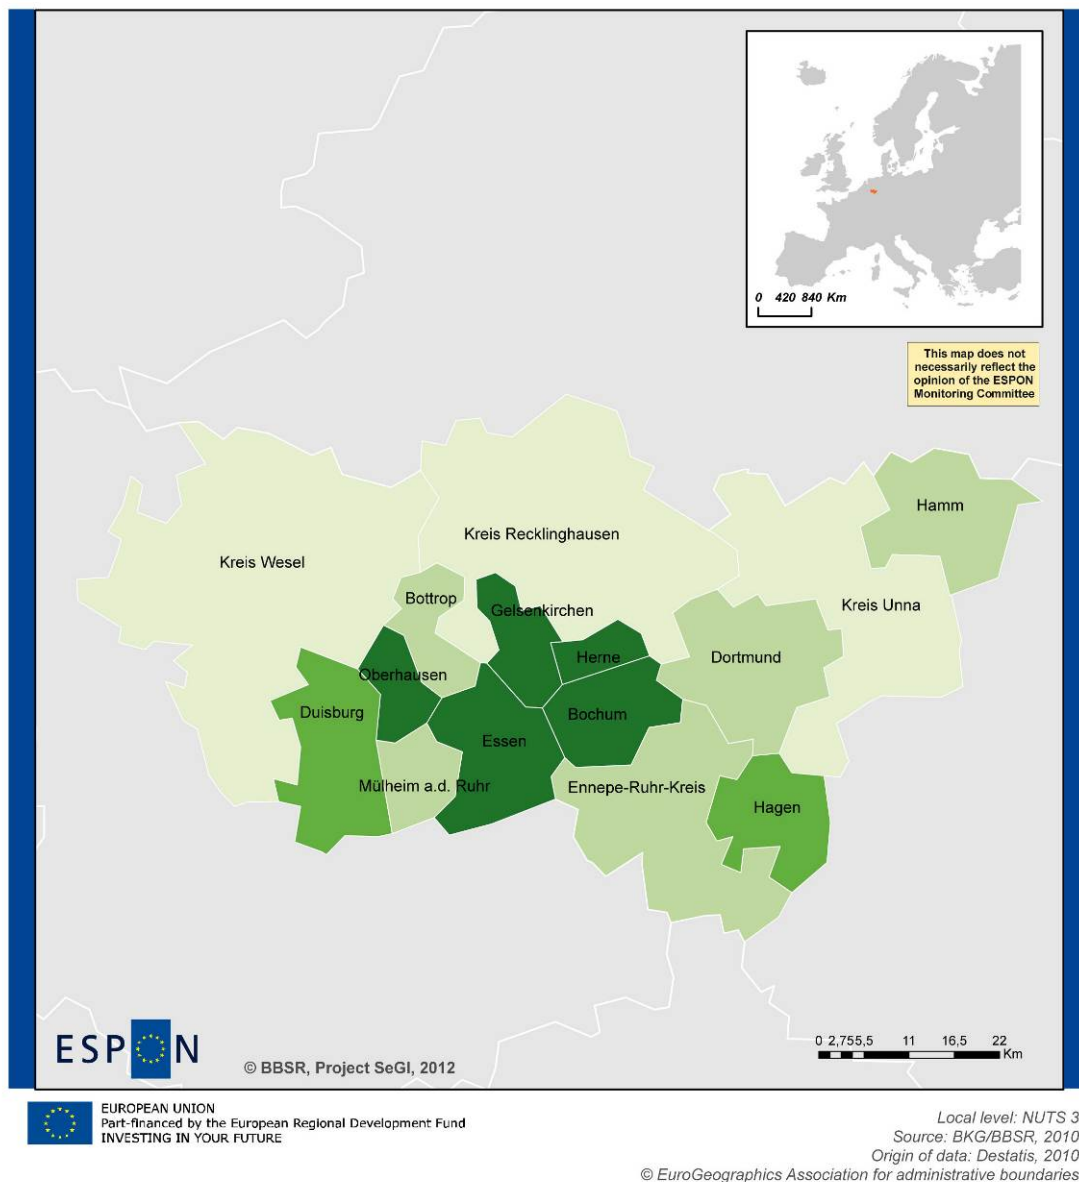 0 420 840 Km
This map does not
necessarily reflect the
opinion of the ESPON
Monitoring Committee
Hamm
Kreis Recklinghausen
Kreis Wesel
Bottrop
Gelsenkirchen
Kreis Unna
Herne
Dortmund
Oberhausen
Duisburg
Bochum
Essen
Mülheim a.d. Ruhr
Ennepe-Ruhr-Kreis
Hagen
ESPON
© BBSR, Project SeGI, 2012
0 2,755,5 11 16,5 22
Km
EUROPEAN UNION
Part-financed by the European Regional Development Fund
INVESTING IN YOUR FUTURE
Local level: NUTS 3
Source: BKG/BBSR, 2010
Origin of data: Destatis, 2010
© EuroGeographics Association for administrative boundaries